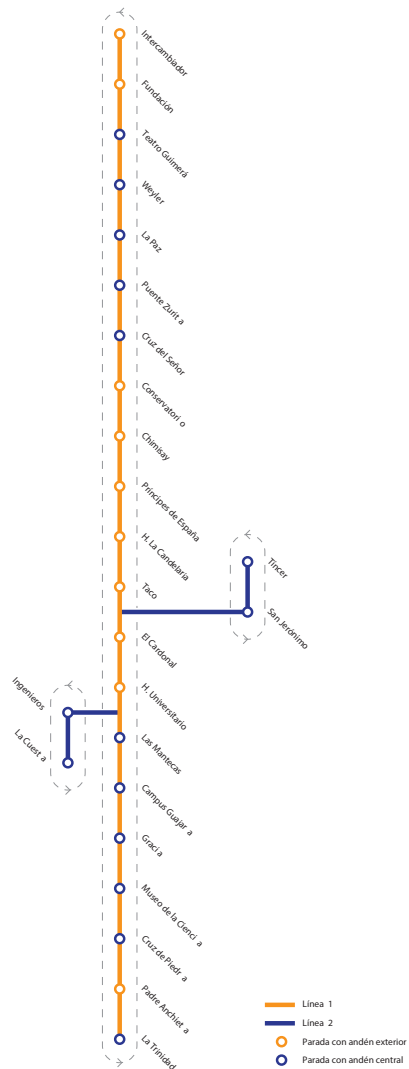 Intercambiador
Fundación
Teatro Guimerá
Weyler
La Paz
Puente Zurit a
Cruz del Señor
Conservatori o
Chimisay
Príncipes de España
H. La Candelaria
Taco
Tíncer
San Jerónimo
El Cardonal
H. Universitario
Ingenieros
La Cuest a
Las Mantecas
Campus Guajar a
Graci a
Museo de la Cienci a
Cruz de Piedr a
Padre Anchiet a
La Trinidad
Línea 1
Línea 2
Parada con andén exterior
Parada con andén central